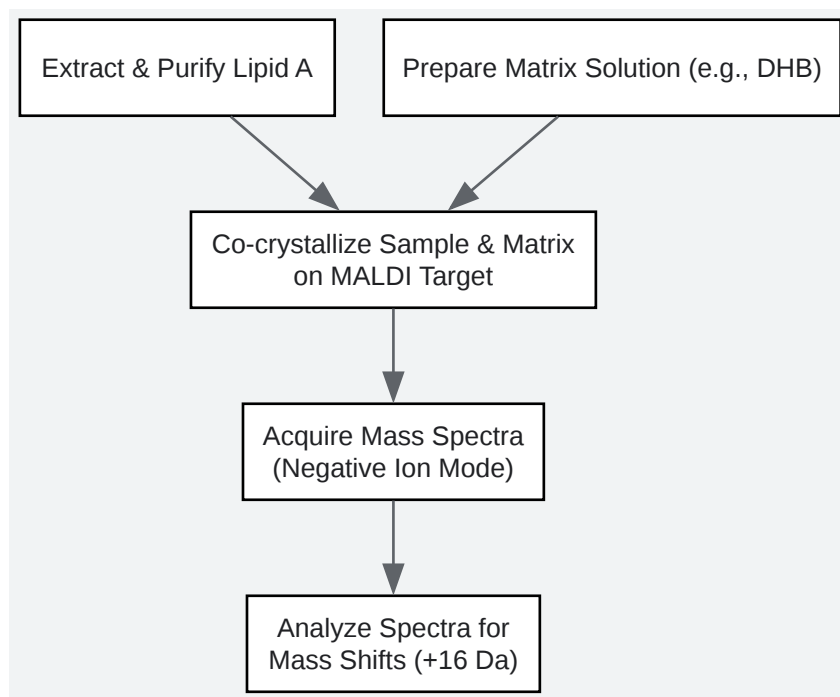 Extract & Purify Lipid A
Prepare Matrix Solution (e.g., DHB)
Co-crystallize Sample & Matrix
on MALDI Target
Acquire Mass Spectra
(Negative Ion Mode)
Analyze Spectra for
Mass Shifts (+16 Da)